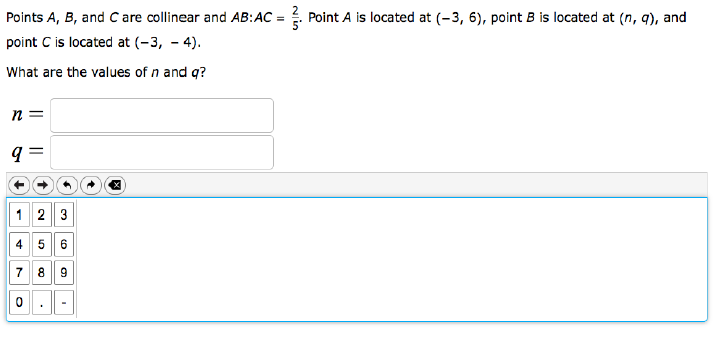 Points A, B, and C are collinear and AB:AC = 2/5. Point A is located at (−3, 6), point B is located at (n, q), and
point C is located at (−3, − 4).
What are the values of n and q?
n =
q =
1 2 3
4 5 6
7 8 9
0 . -